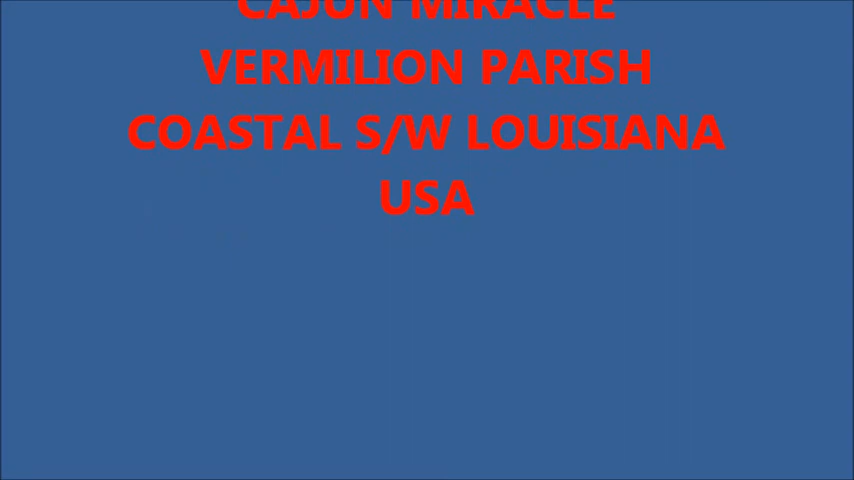 CAJUN MIRACLE
VERMILION PARISH
COASTAL S/W LOUISIANA
USA